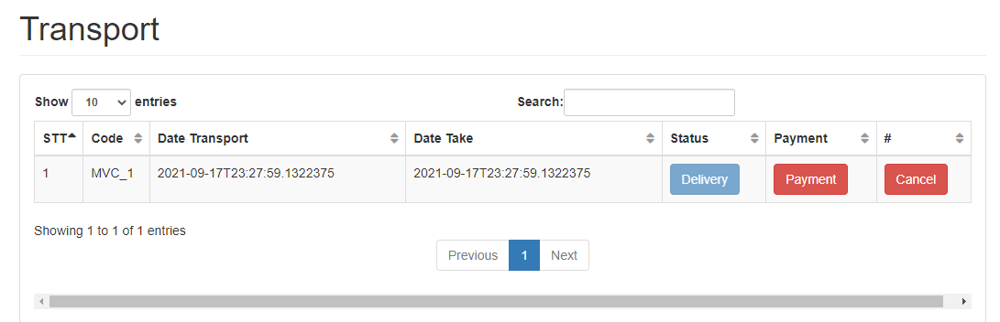 Transport
Show 10 entries Search:
STT Code Date Transport Date Take Status Payment #
1 MVC_1 2021-09-17T23:27:59.1322375 2021-09-17T23:27:59.1322375 Delivery Payment Cancel
Showing 1 to 1 of 1 entries
Previous 1 Next